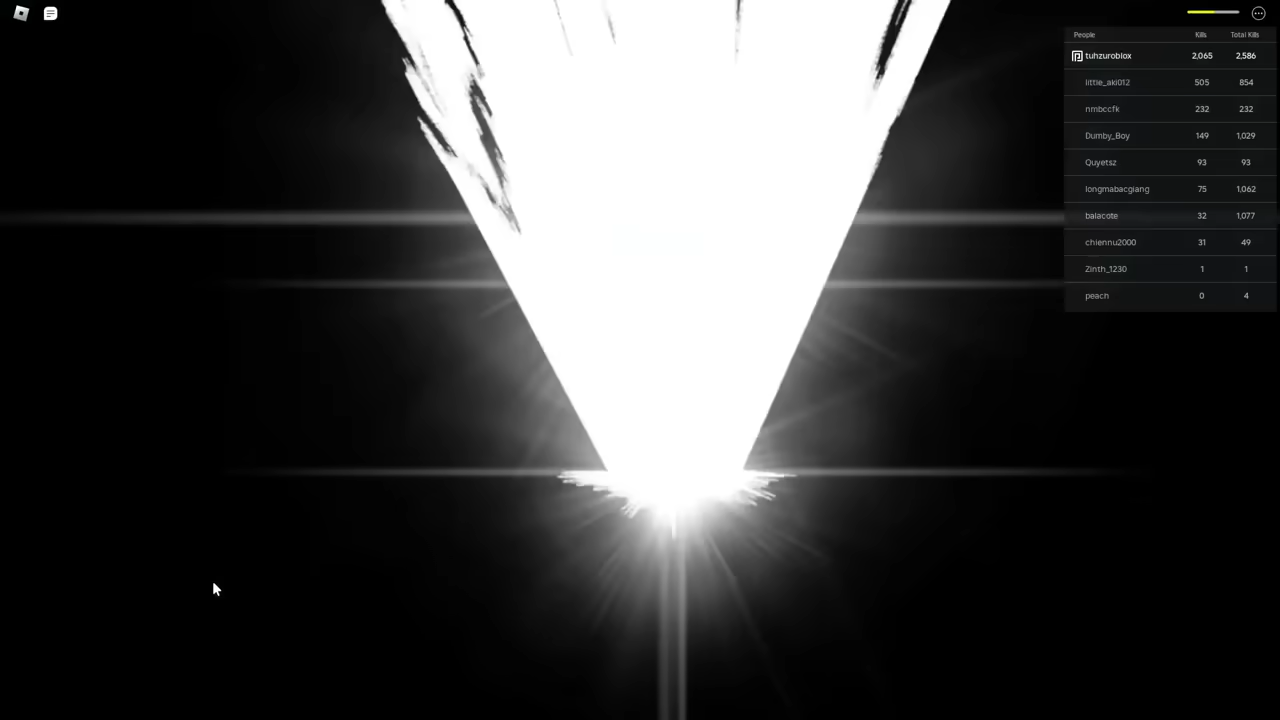 People Kills Total Kills
tuhzuroblox 2,065 2,586
little_aki012 505 854
nmbccfk 232 232
Dumby_Boy 149 1,029
Quyetsz 93 93
longmabacgiang 75 1,062
balacote 32 1,077
chiennu2000 31 49
Zinth_1230 1 1
peach 0 4